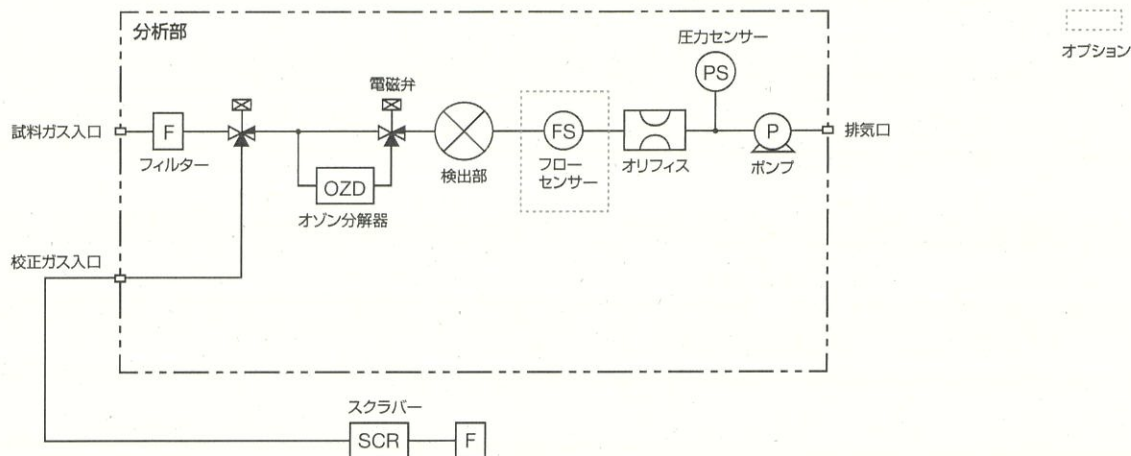 分析部
オプション
圧力センサー
PS
電磁弁
試料ガス入口
F
フィルター
OZD
オゾン分解器
検出部
FS
フロー
センサー
オリフィス
P
ポンプ
排気口
校正ガス入口
スクラバー
SCR
F